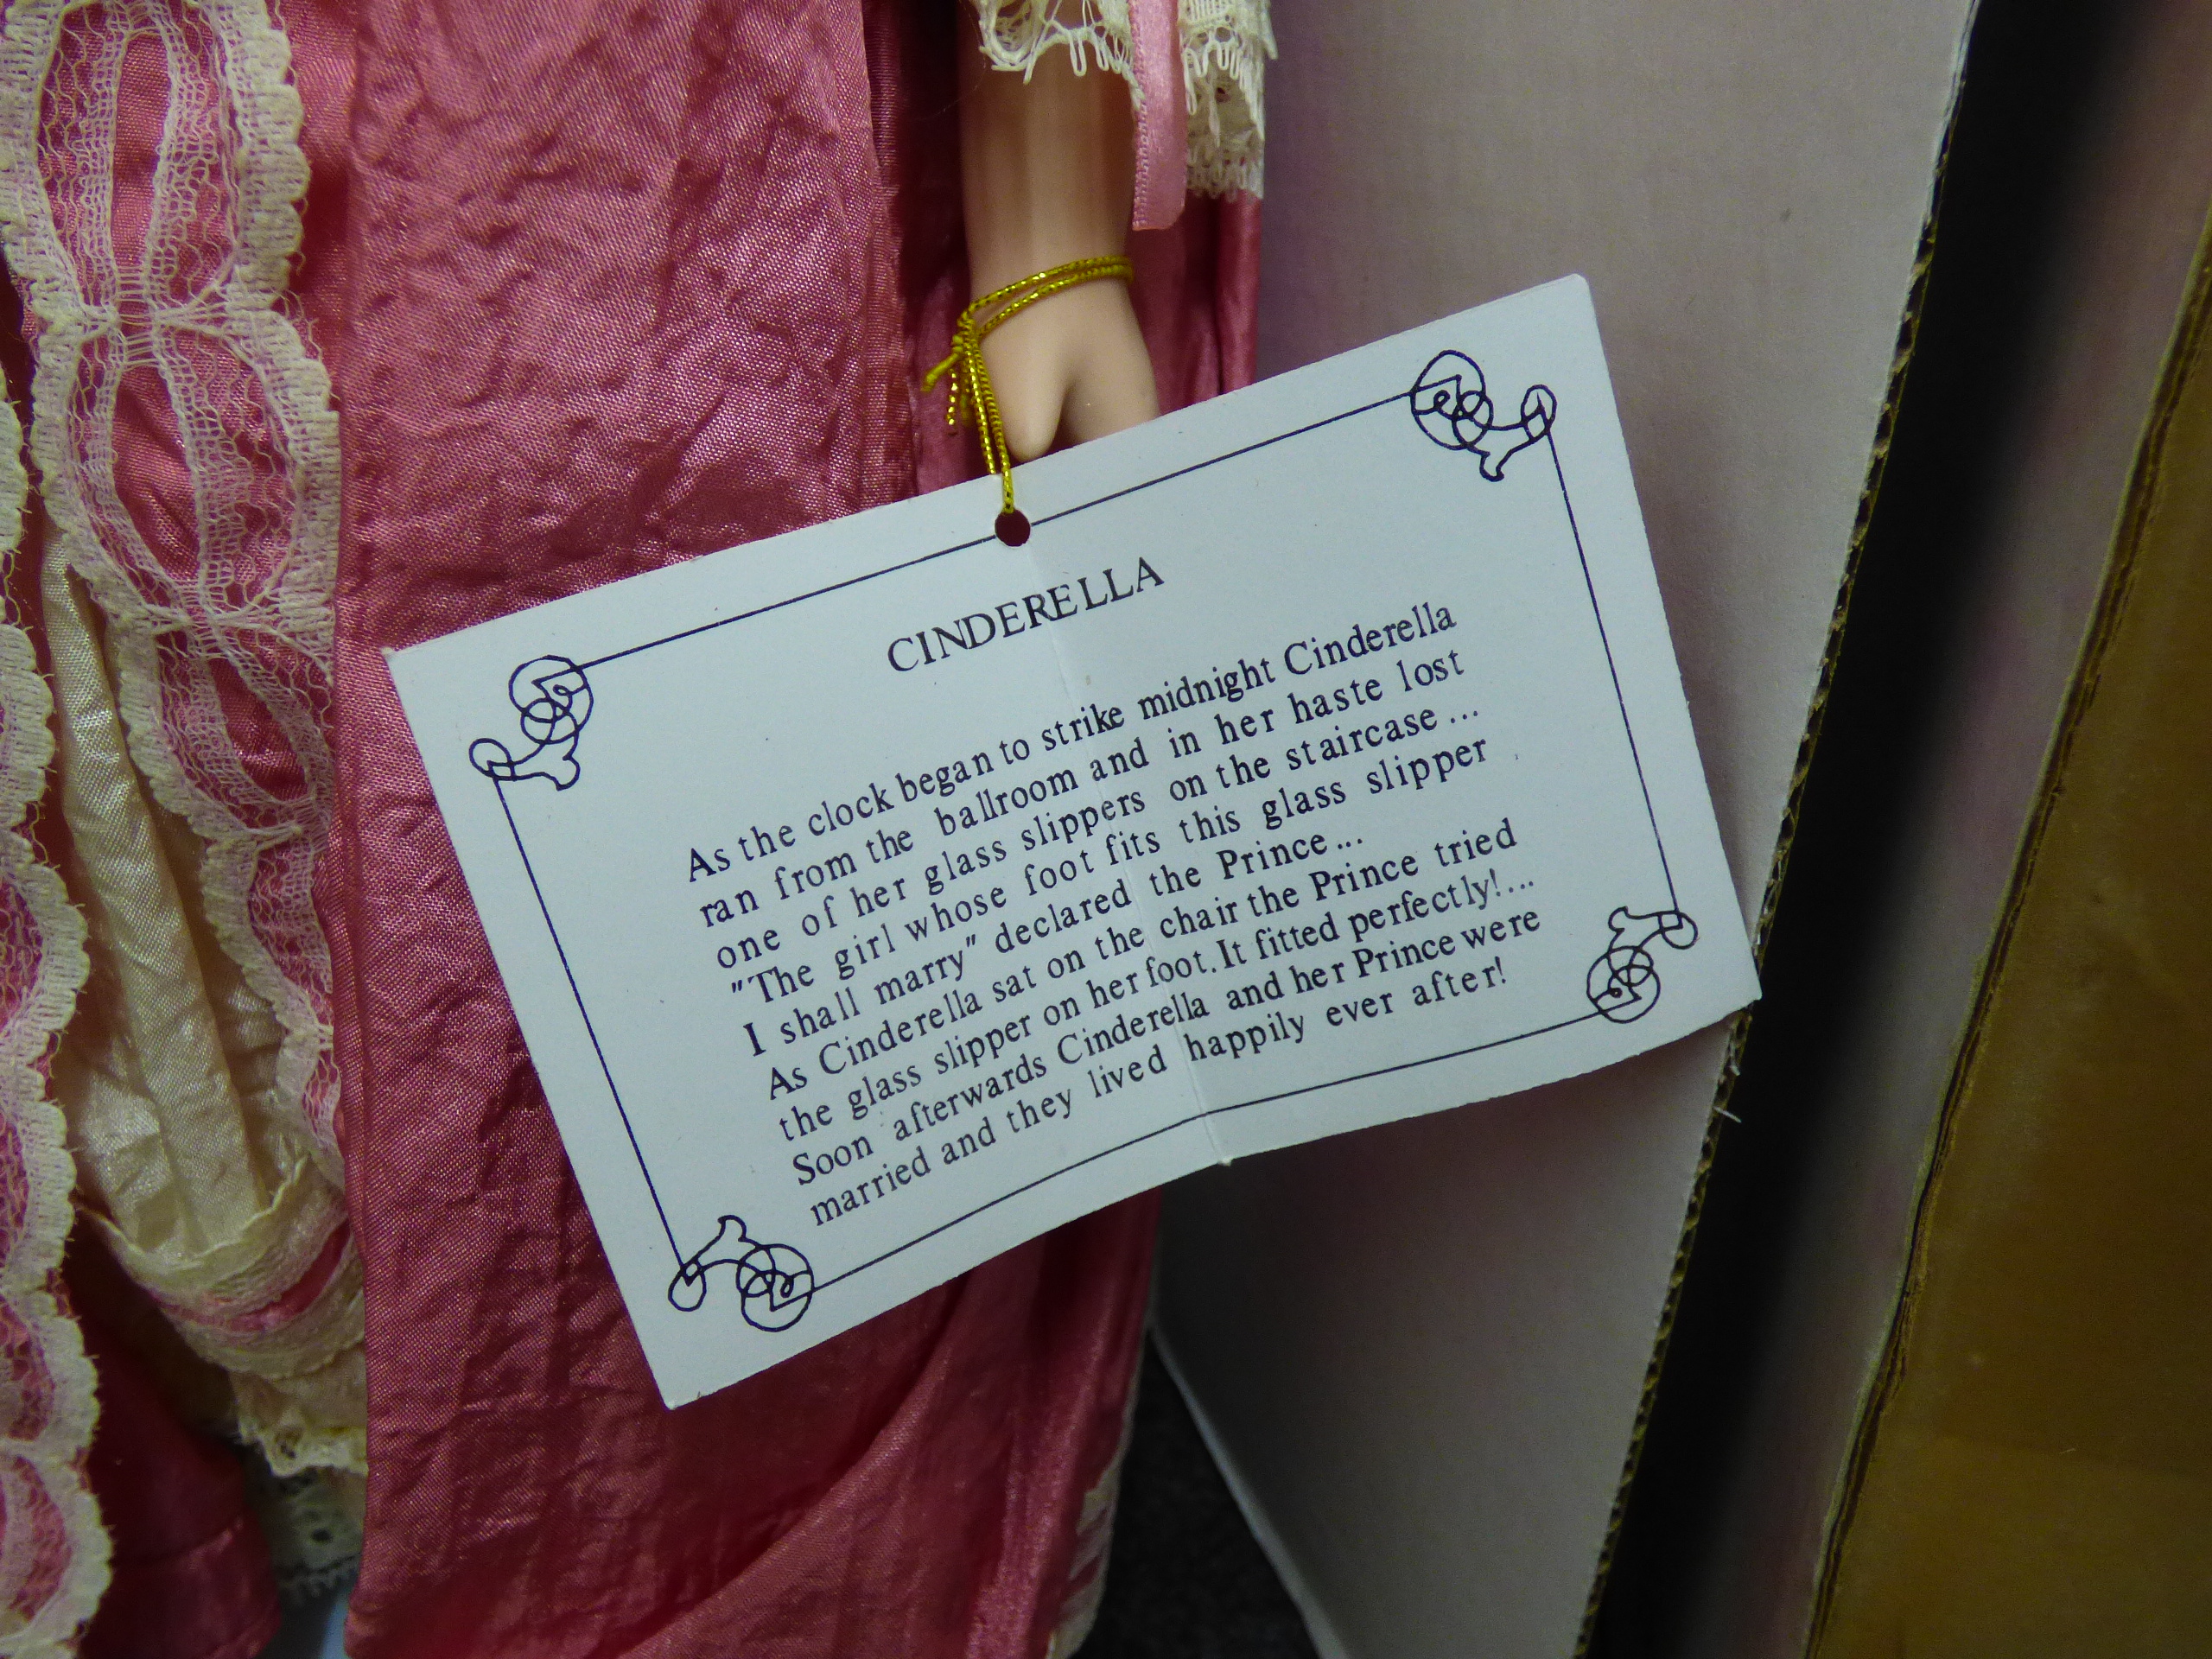 CINDERELLA
As the clock began to strike midnight Cinderella
ran from the ballroom and in her haste lost
one of her glass slippers on the staircase ...
"The girl whose foot fits this glass slipper
I shall marry" declared the Prince ...
As Cinderella sat on the chair the Prince tried
the glass slipper on her foot. It fitted perfectly!...
Soon afterwards Cinderella and her Prince were
married and they lived happily ever after!